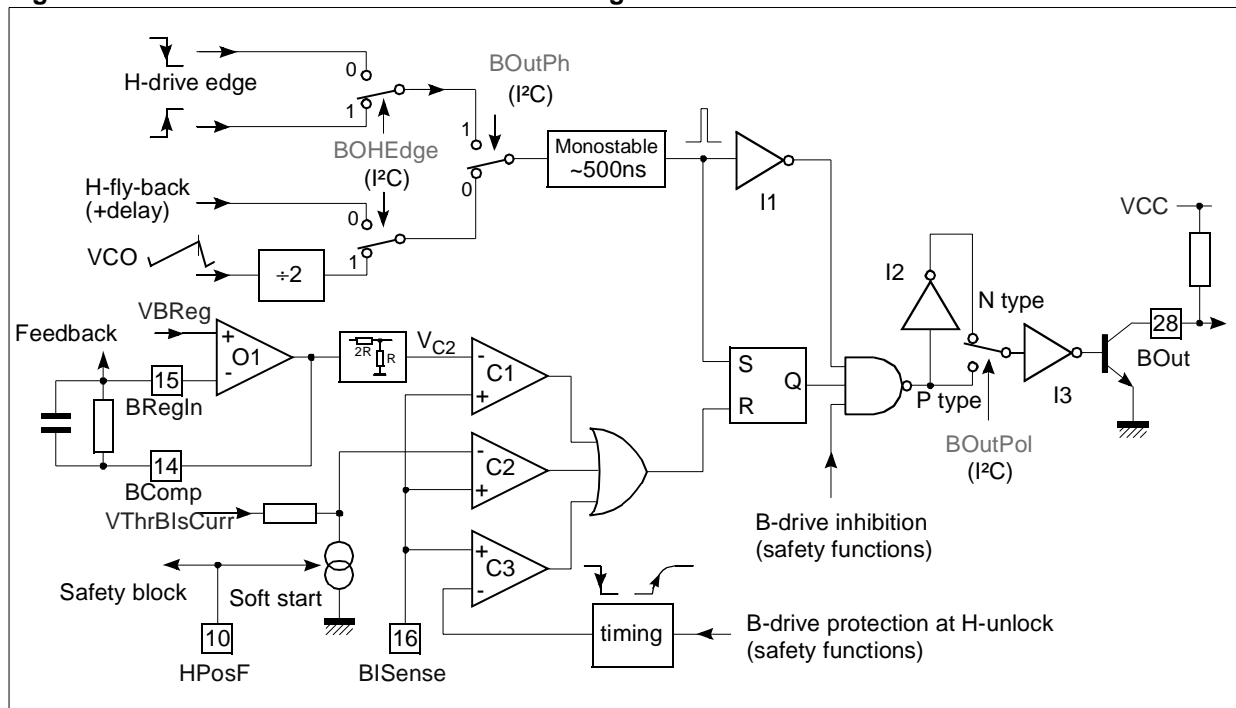 H-drive edge
0
1
BOHEdge
(I²C)
BOutPh
(I²C)
1
0
H-fly-back
(+delay)
0
1
VCO
÷2
Monostable
~500ns
I1
VCC
I2
N type
P type
I3
28
BOut
BOutPol
(I²C)
Feedback
VBReg
+
O1
-
15
BRegIn
14
BComp
2R
R
VC2
-
C1
+
-
C2
+
+
C3
-
S
Q
R
VThrBIsCurr
Safety block
Soft start
10
HPosF
16
BISense
timing
B-drive inhibition
(safety functions)
B-drive protection at H-unlock
(safety functions)